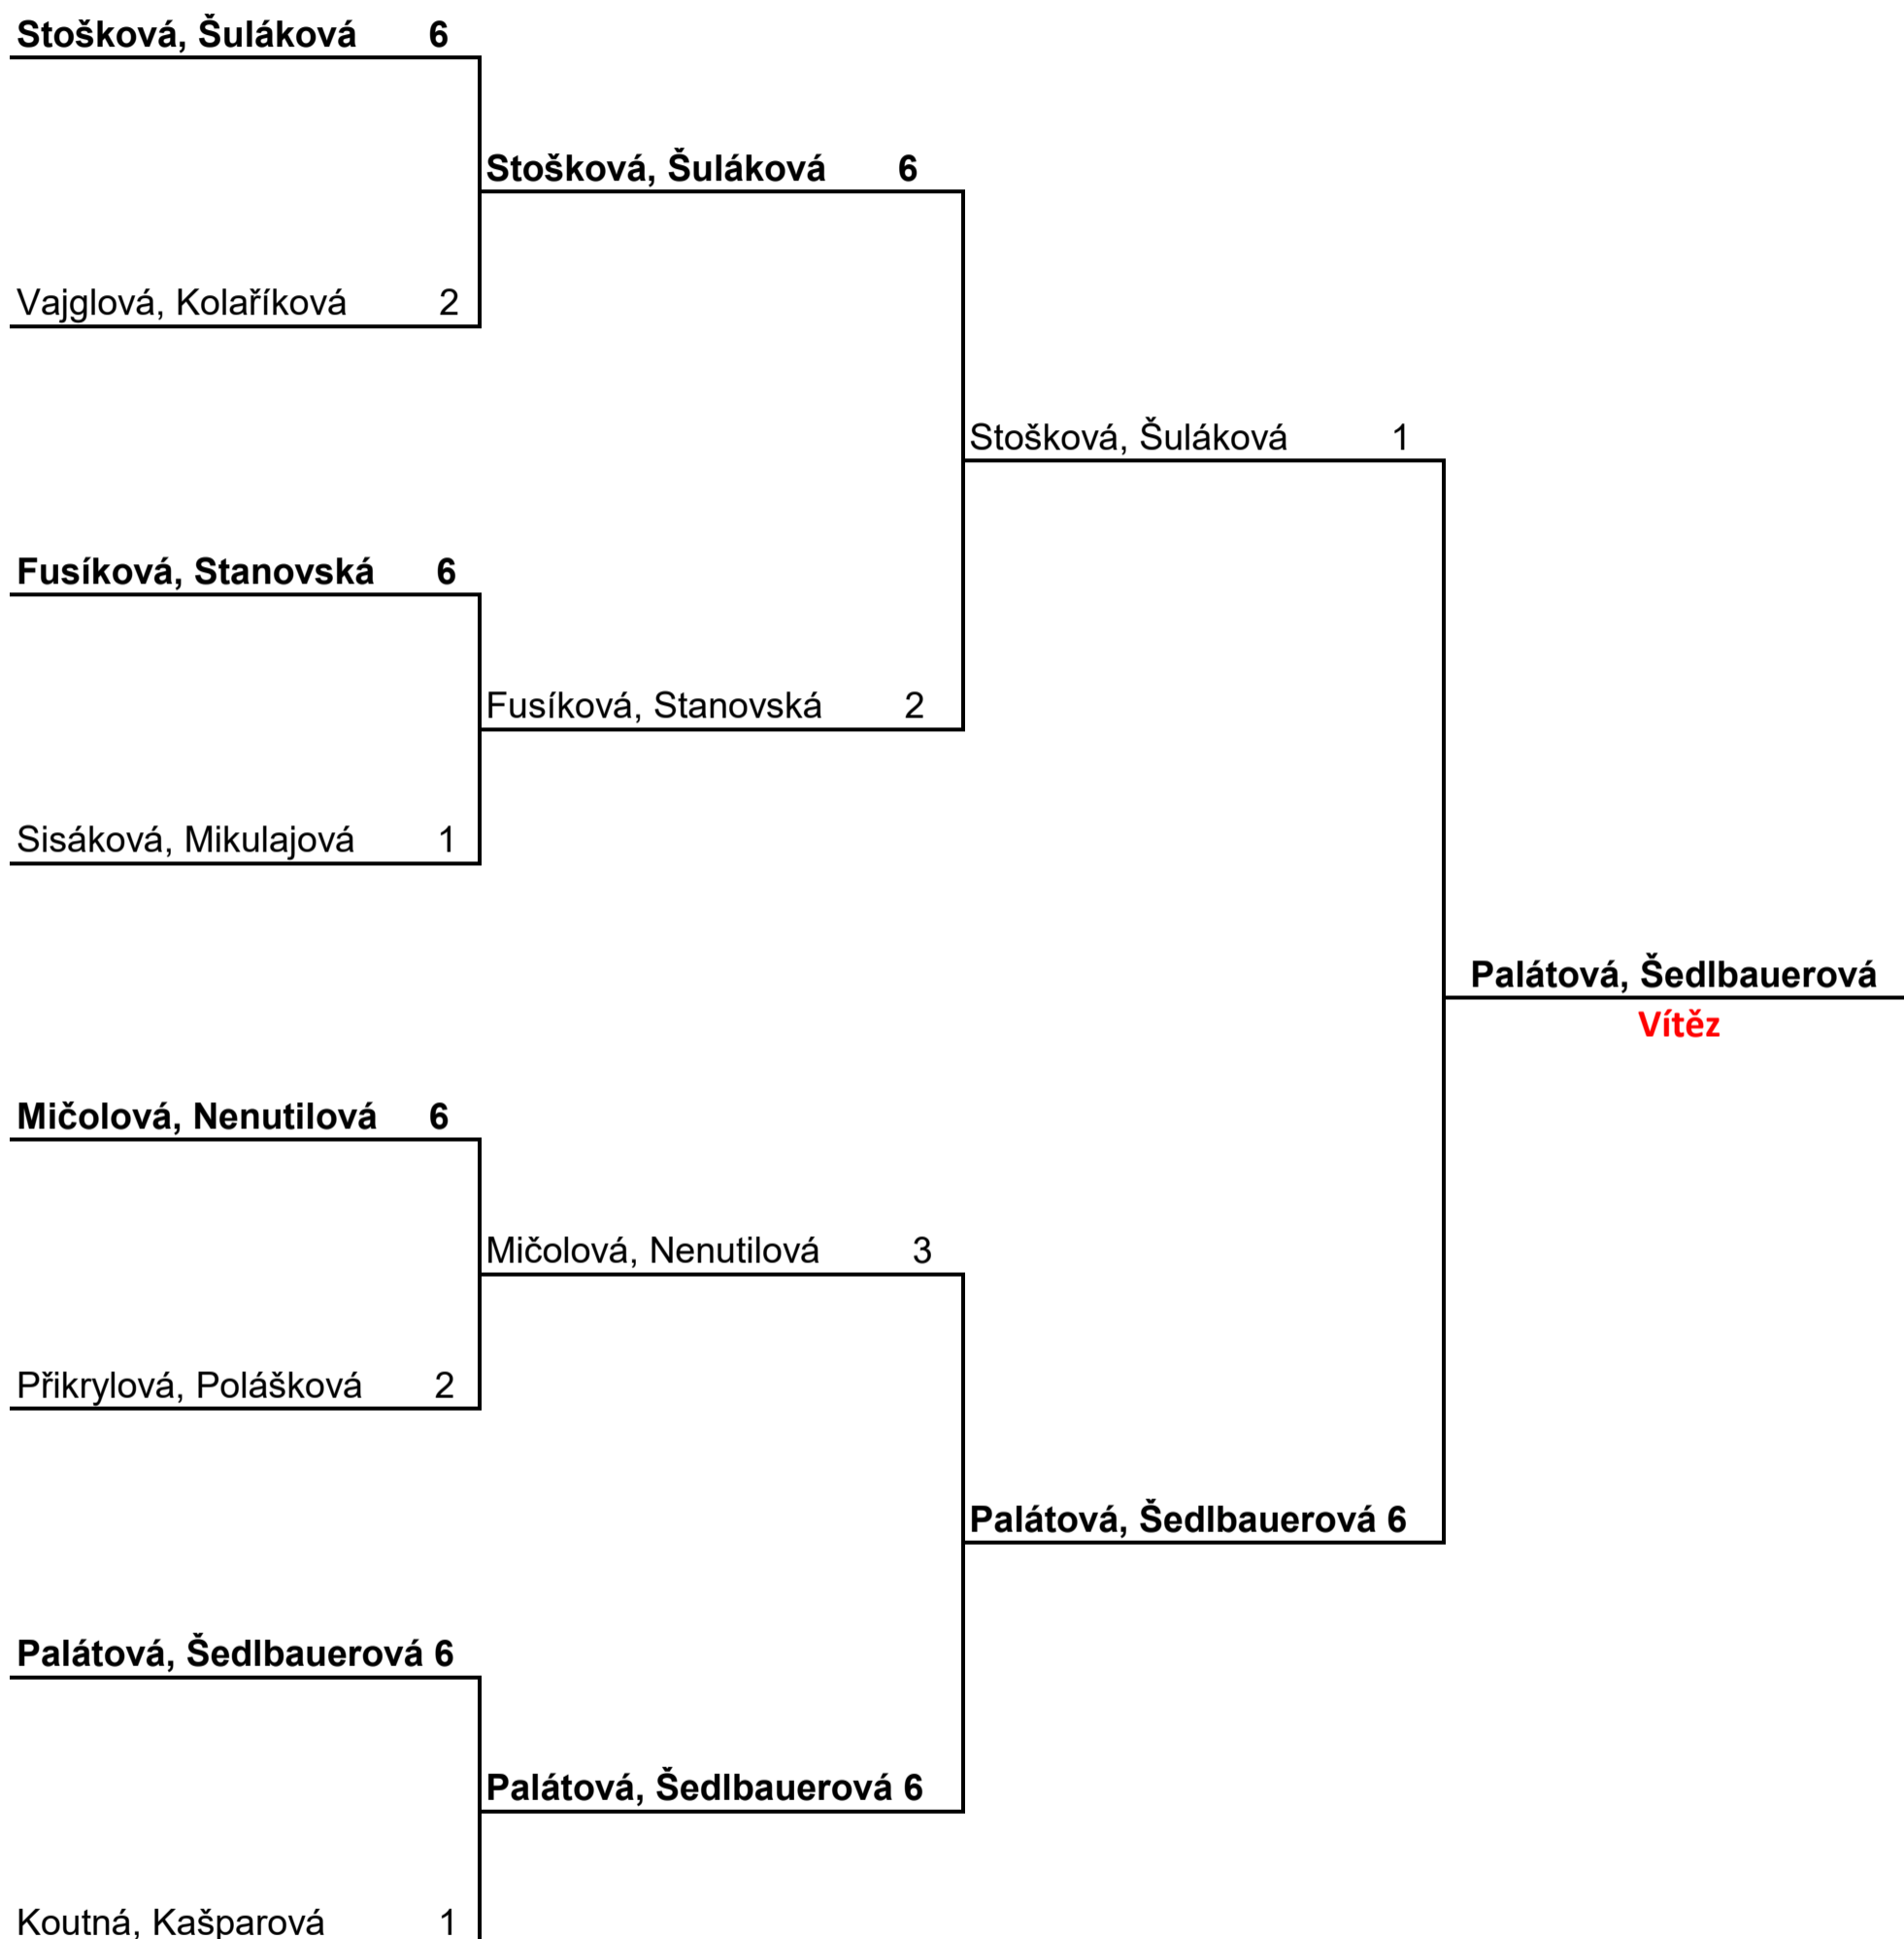 Stošková, Šuláková 6
Stošková, Šuláková 6
Vajglová, Kolaříková 2
Stošková, Šuláková 1
Fusíková, Stanovská 6
Fusíková, Stanovská 2
Sisáková, Mikulajová 1
Palátová, Šedlbauerová
Vítěz
Mičolová, Nenutilová 6
Mičolová, Nenutilová 3
Přikrylová, Polášková 2
Palátová, Šedlbauerová 6
Palátová, Šedlbauerová 6
Palátová, Šedlbauerová 6
Koutná, Kašparová 1